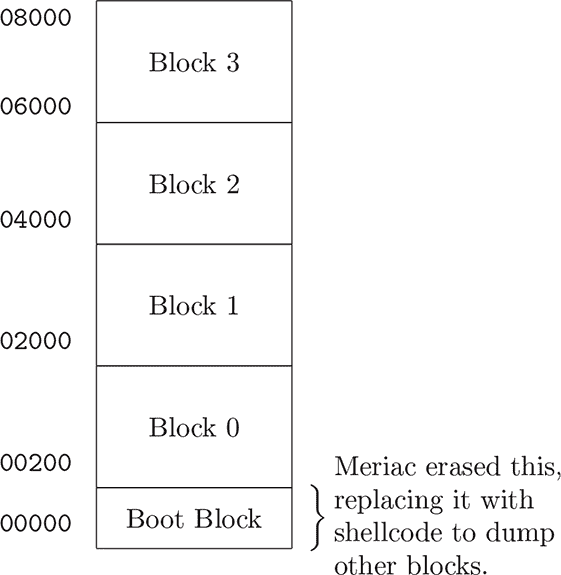 08000
Block 3
06000
Block 2
04000
Block 1
02000
Block 0
00200
Meriac erased this,
replacing it with
00000
Boot Block
shellcode to dump
other blocks.